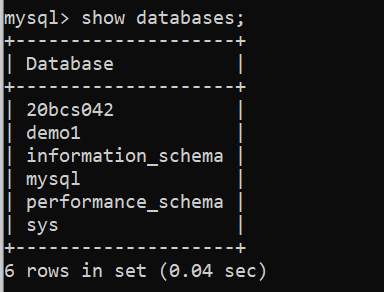 mysql> show databases;
+--------------------+
| Database           |
+--------------------+
| 20bcs042           |
| demo1              |
| information_schema |
| mysql              |
| performance_schema |
| sys                |
+--------------------+
6 rows in set (0.04 sec)